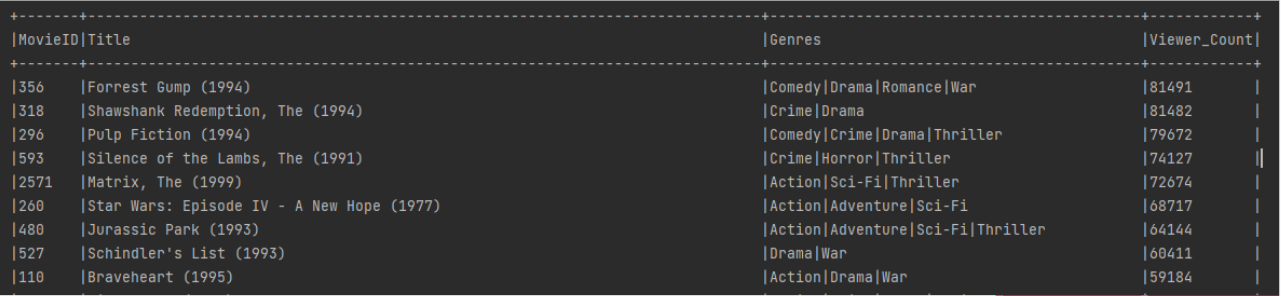 +-------+--------------------------------------------------------------------+--------------------------------------+------------+
|MovieID|Title |Genres |Viewer_Count|
+-------+--------------------------------------------------------------------+--------------------------------------+------------+
|356 |Forrest Gump (1994) |Comedy|Drama|Romance|War |81491 |
|318 |Shawshank Redemption, The (1994) |Crime|Drama |81482 |
|296 |Pulp Fiction (1994) |Comedy|Crime|Drama|Thriller |79672 |
|593 |Silence of the Lambs, The (1991) |Crime|Horror|Thriller |74127 |
|2571 |Matrix, The (1999) |Action|Sci-Fi|Thriller |72674 |
|260 |Star Wars: Episode IV - A New Hope (1977) |Action|Adventure|Sci-Fi |68717 |
|480 |Jurassic Park (1993) |Action|Adventure|Sci-Fi|Thriller |64144 |
|527 |Schindler's List (1993) |Drama|War |60411 |
|110 |Braveheart (1995) |Action|Drama|War |59184 |